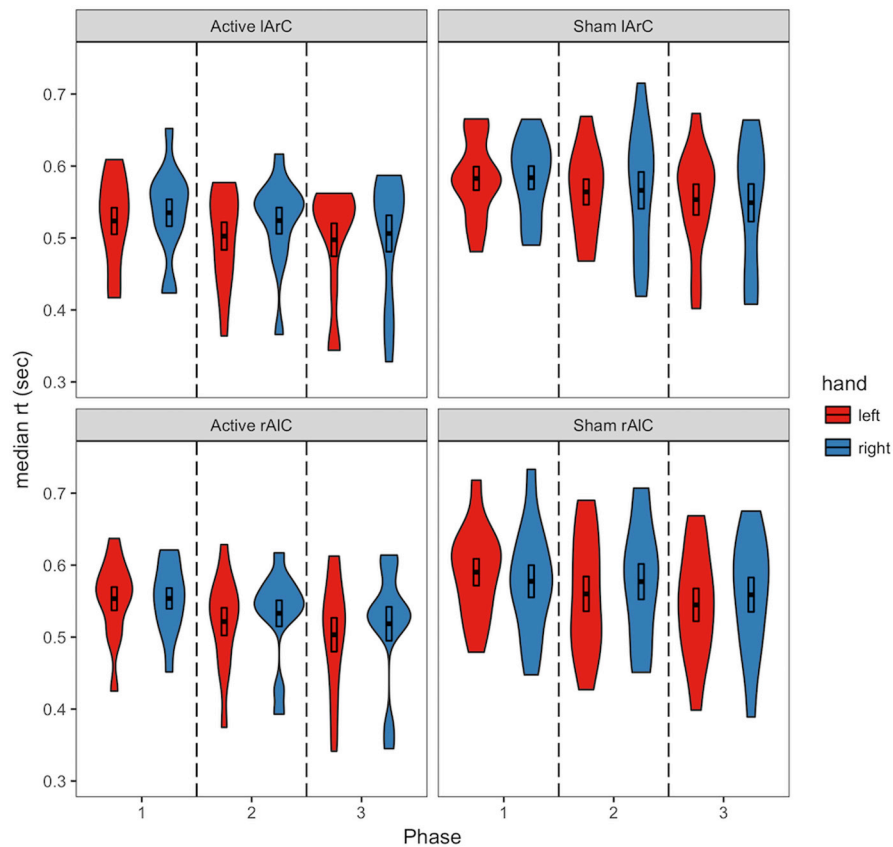 Active lArC
Sham lArC
0.7
0.6
0.5
0.4
0.3
Active rAIC
Sham rAIC
0.7
0.6
0.5
0.4
0.3
median rt (sec)
1
2
3
1
2
3
Phase
hand
left
right